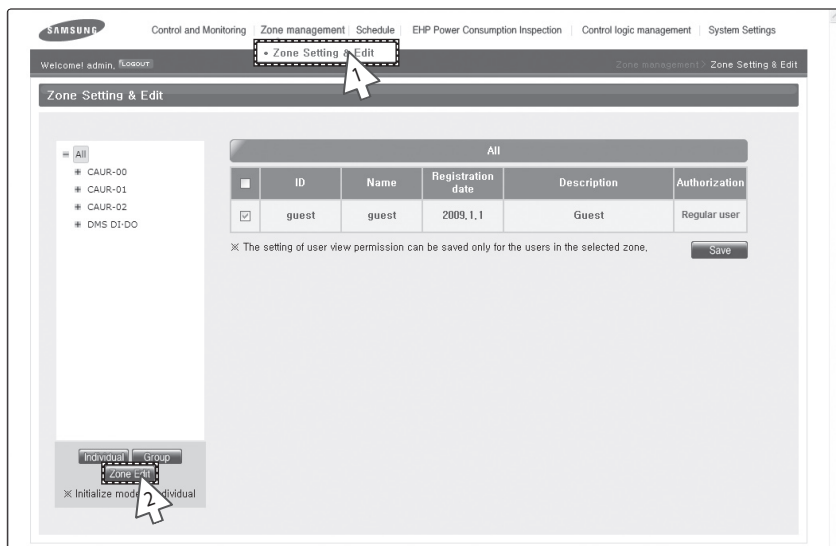 SAMSUNG
Control and Monitoring Zone management Schedule EHP Power Consumption Inspection Control logic management System Settings
• Zone Setting & Edit
1
Welcome! admin, LOGOUT
Zone management > Zone Setting & Edit
Zone Setting & Edit
All
CAUR-00
CAUR-01
CAUR-02
DMS DI-DO
All
ID Name Registration date Description Authorization
guest guest 2009.1.1 Guest Regular user
※ The setting of user view permission can be saved only for the users in the selected zone.
Save
Individual Group
Zone Edit
2
※ Initialize mode